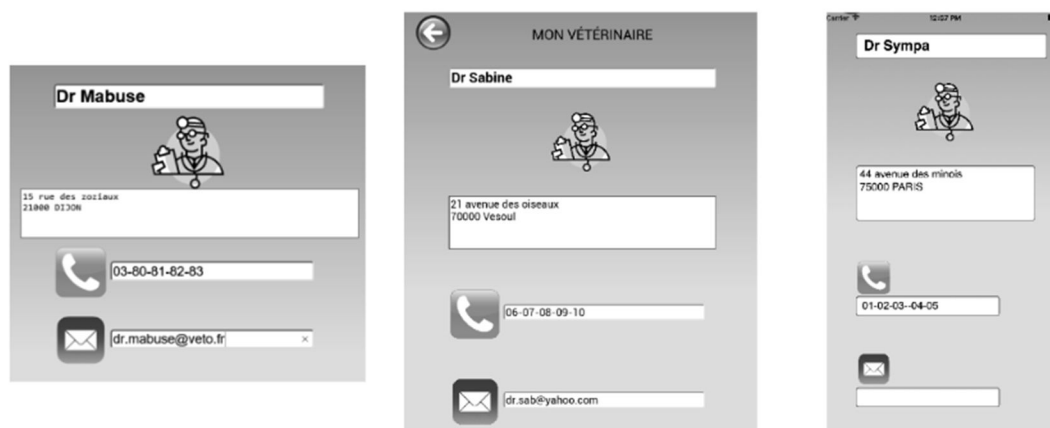 Dr Mabuse
15 rue des zoziaux
21000 DIJON
03-80-81-82-83
dr.mabuse@veto.fr
MON VÉTÉRINAIRE
Dr Sabine
21 avenue des oiseaux
70000 Vesoul
06-07-08-09-10
dr.sab@yahoo.com
Carrier 12:57 PM
Dr Sympa
44 avenue des minois
75000 PARIS
01-02-03--04-05